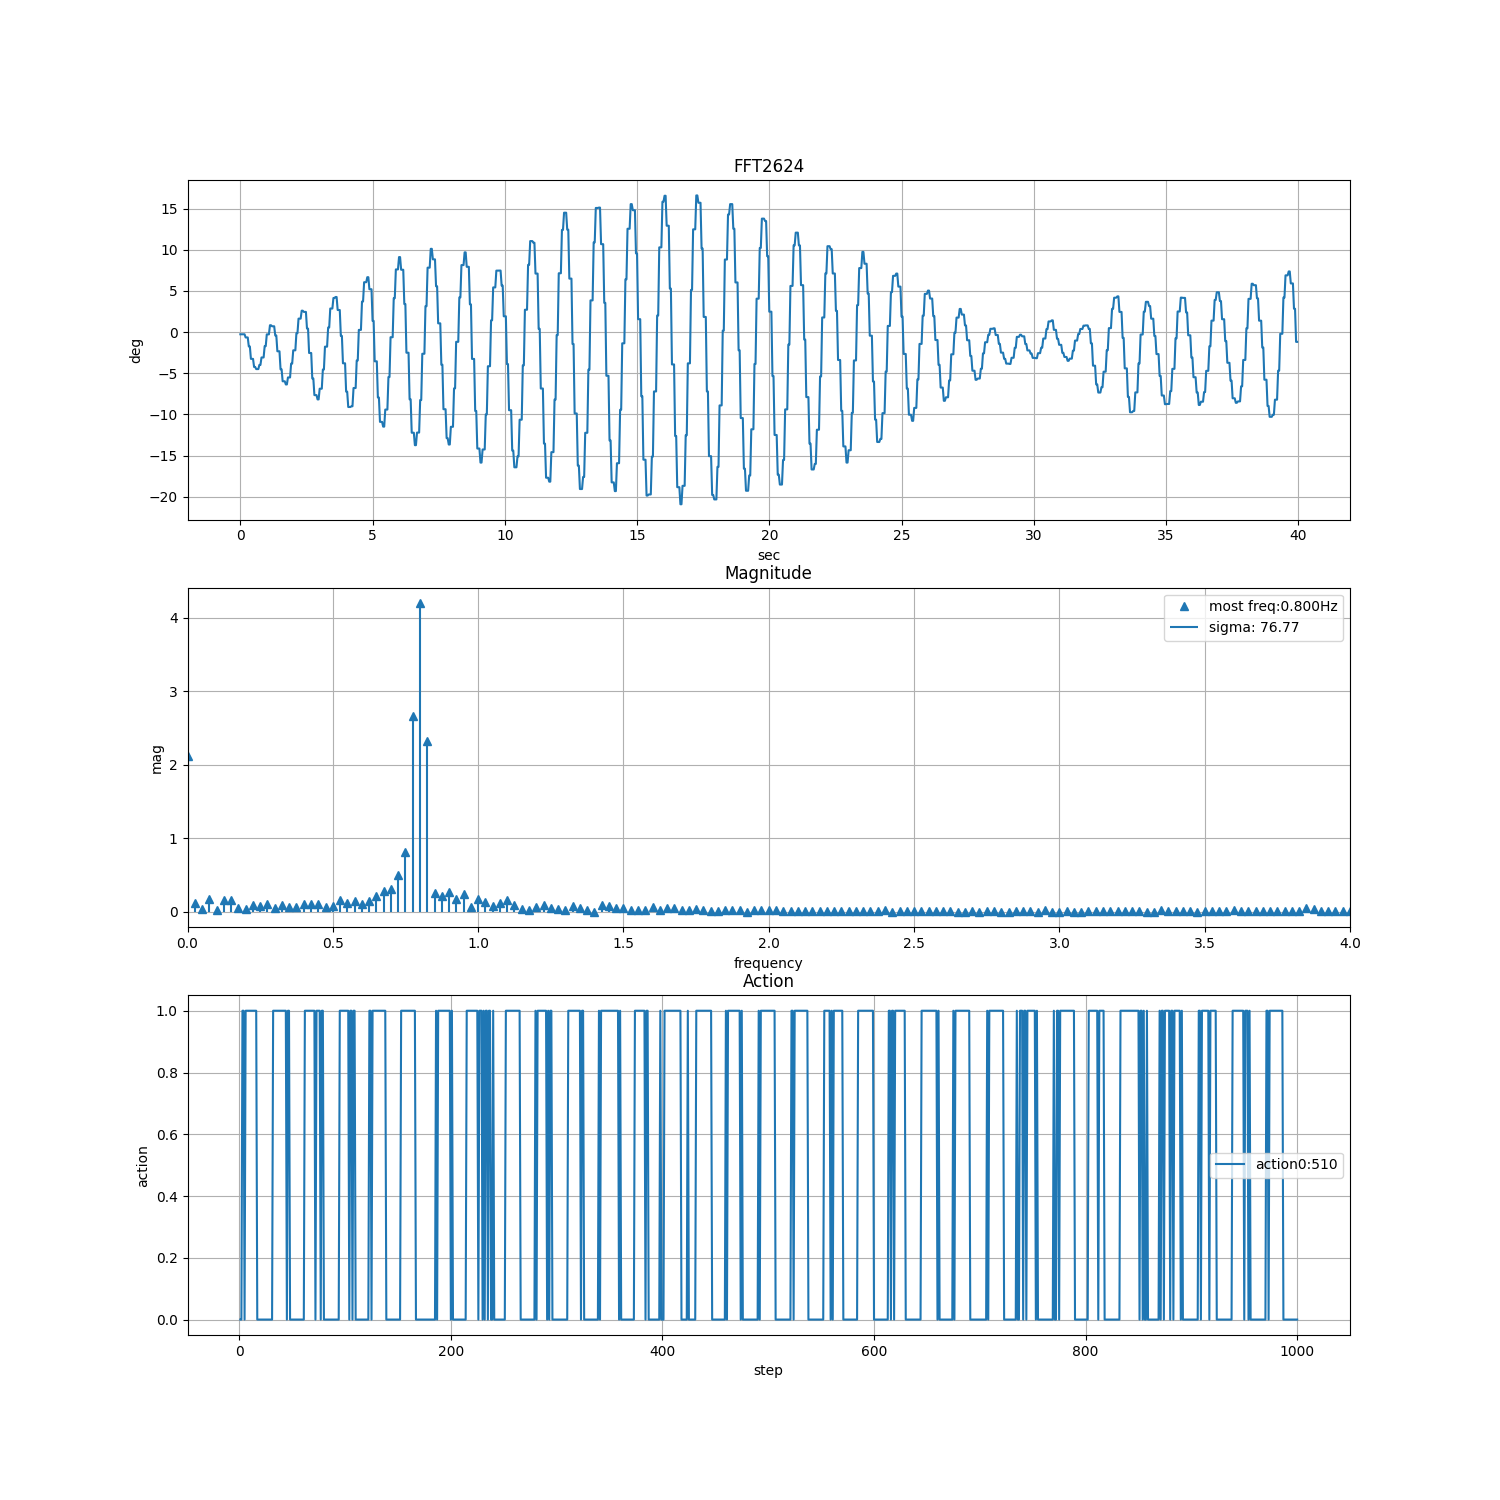 FFT2624
15
10
5
0
−5
−10
−15
−20
deg
0 5 10 15 20 25 30 35 40
sec
Magnitude
most freq:0.800Hz
sigma: 76.77
4
3
2
1
0
mag
0.0 0.5 1.0 1.5 2.0 2.5 3.0 3.5 4.0
frequency
Action
1.0
0.8
0.6
0.4
0.2
0.0
action
action0:510
0 200 400 600 800 1000
step